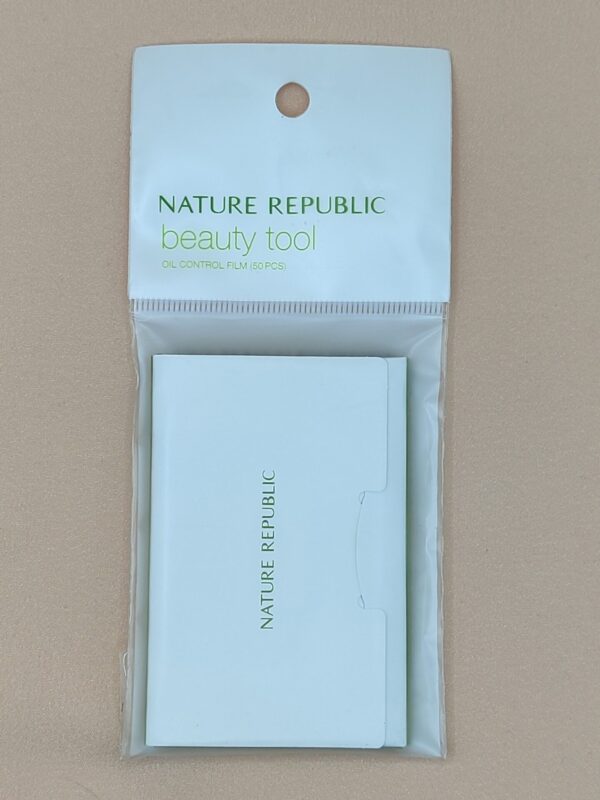 NATURE REPUBLIC
beauty tool
OIL CONTROL FILM (50 PCS)
NATURE REPUBLIC